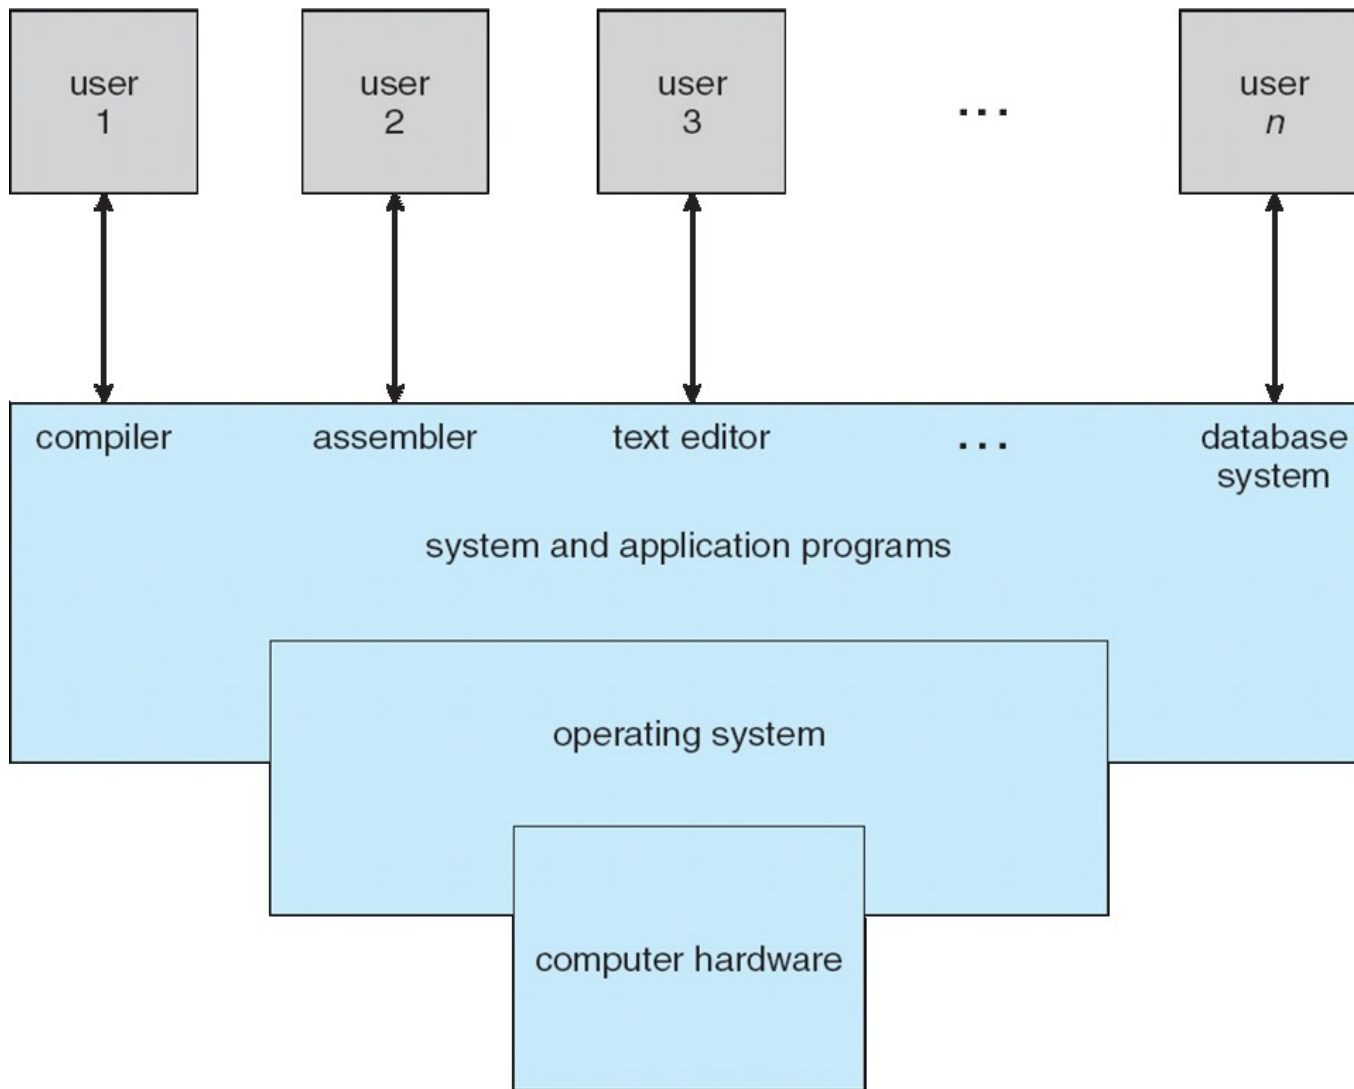 user
1
user
2
user
3
...
user
n
compiler
assembler
text editor
...
database
system
system and application programs
operating system
computer hardware